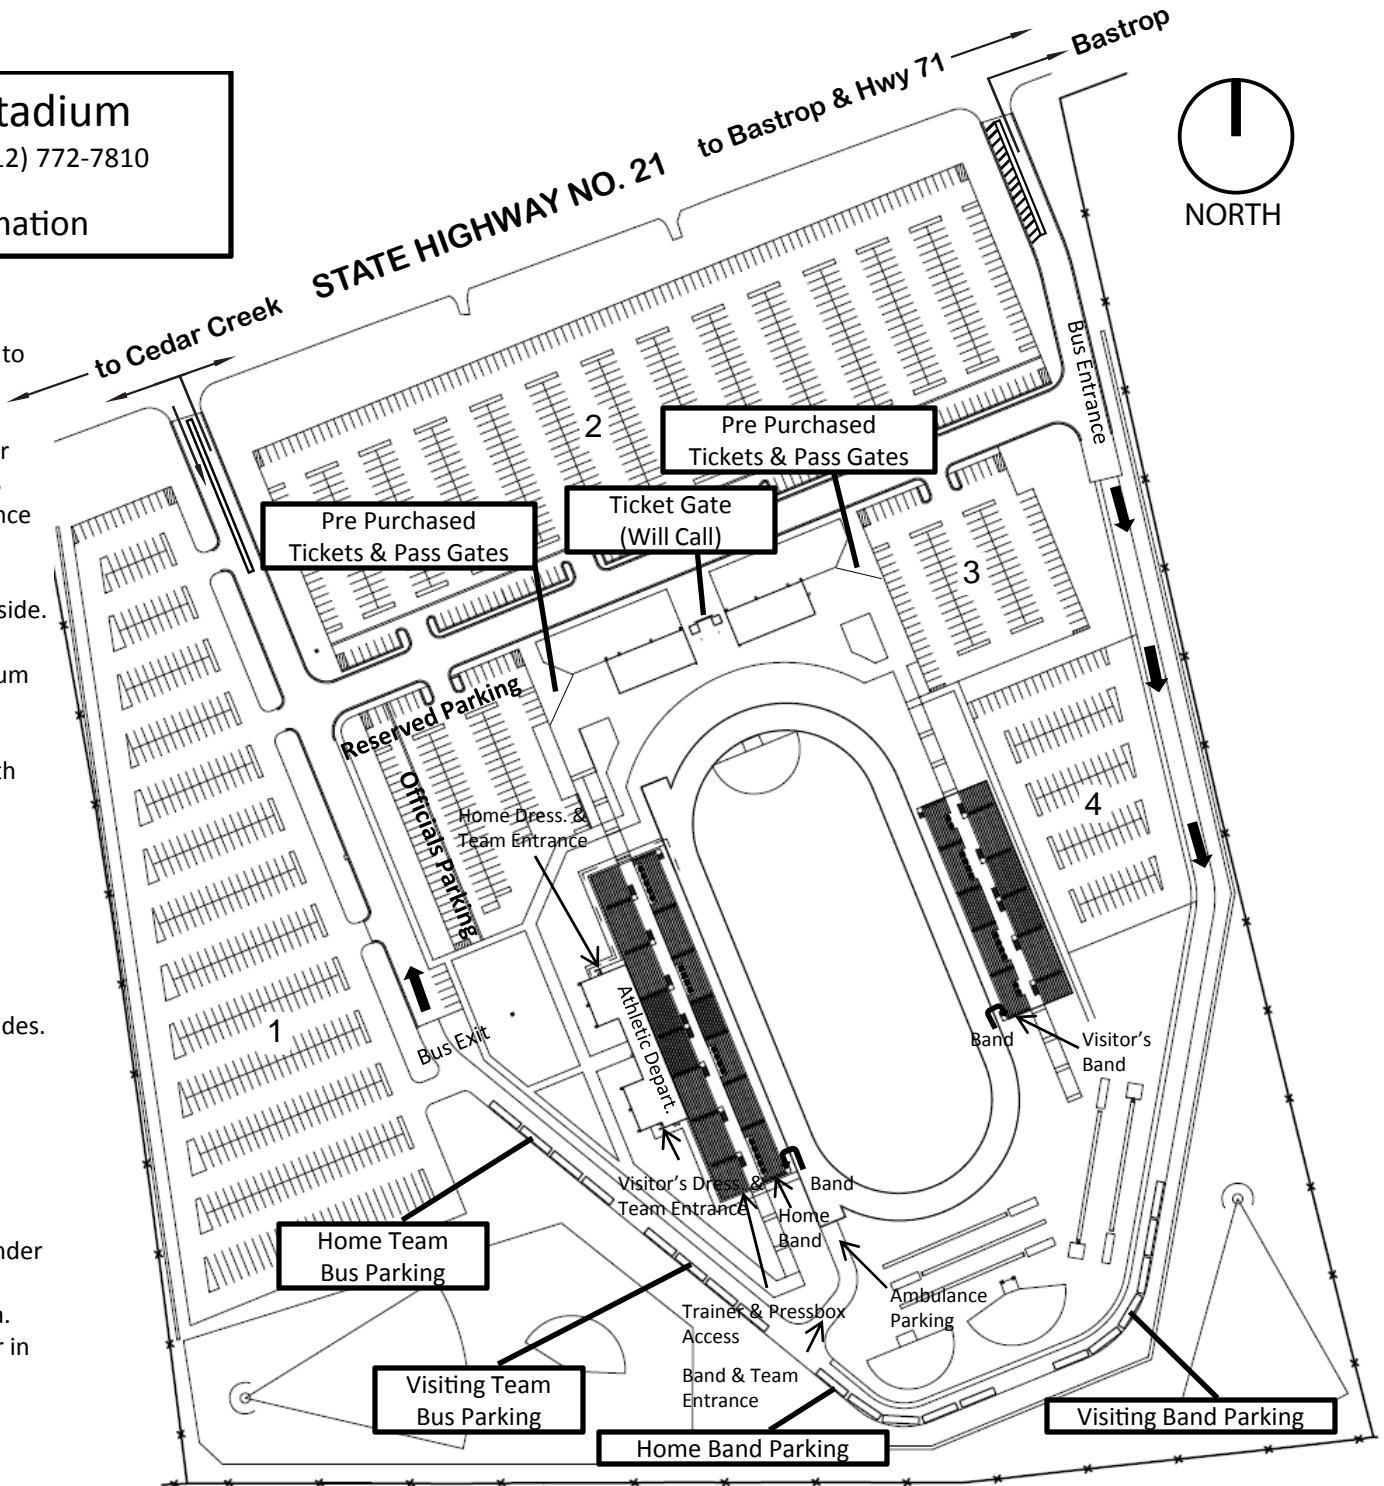 tadium
12) 772-7810
nation
to
r
nce
side.
um
th
des.
nder
n.
r in
to Cedar Creek
STATE HIGHWAY NO. 21
to Bastrop & Hwy 71
Bastrop
NORTH
Bus Entrance
2
Pre Purchased
Tickets & Pass Gates
Ticket Gate
(Will Call)
Pre Purchased
Tickets & Pass Gates
3
Reserved Parking
Officials Parking
Home Dress. &
Team Entrance
4
1
Bus Exit
Athletic Depart.
Band
Visitor's
Band
Visitor's Dress. &
Team Entrance
Band
Home
Band
Home Team
Bus Parking
Trainer & Pressbox
Access
Ambulance
Parking
Band & Team
Entrance
Visiting Team
Bus Parking
Home Band Parking
Visiting Band Parking